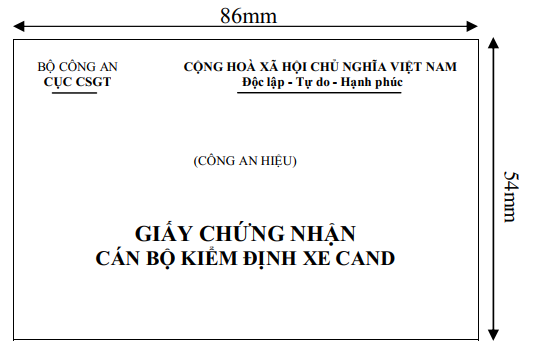 86mm
BỘ CÔNG AN
CỤC CSGT
CỘNG HOÀ XÃ HỘI CHỦ NGHĨA VIỆT NAM
Độc lập - Tự do - Hạnh phúc
(CÔNG AN HIỆU)
54mm
GIẤY CHỨNG NHẬN
CÁN BỘ KIỂM ĐỊNH XE CAND